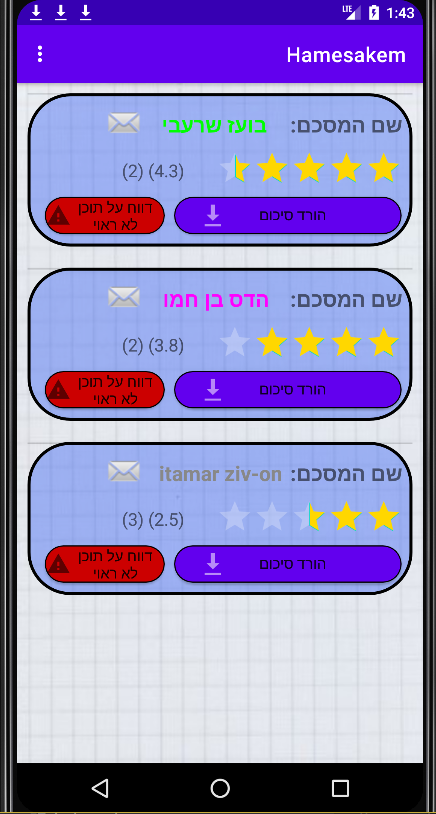 LTE 1:43
Hamesakem
שם המסכם: בועז שרעבי
(4.3) (2)
הורד סיכום
דווח על תוכן
לא ראוי
שם המסכם: הדס בן חמו
(3.8) (2)
הורד סיכום
דווח על תוכן
לא ראוי
שם המסכם: itamar ziv-on
(2.5) (3)
הורד סיכום
דווח על תוכן
לא ראוי